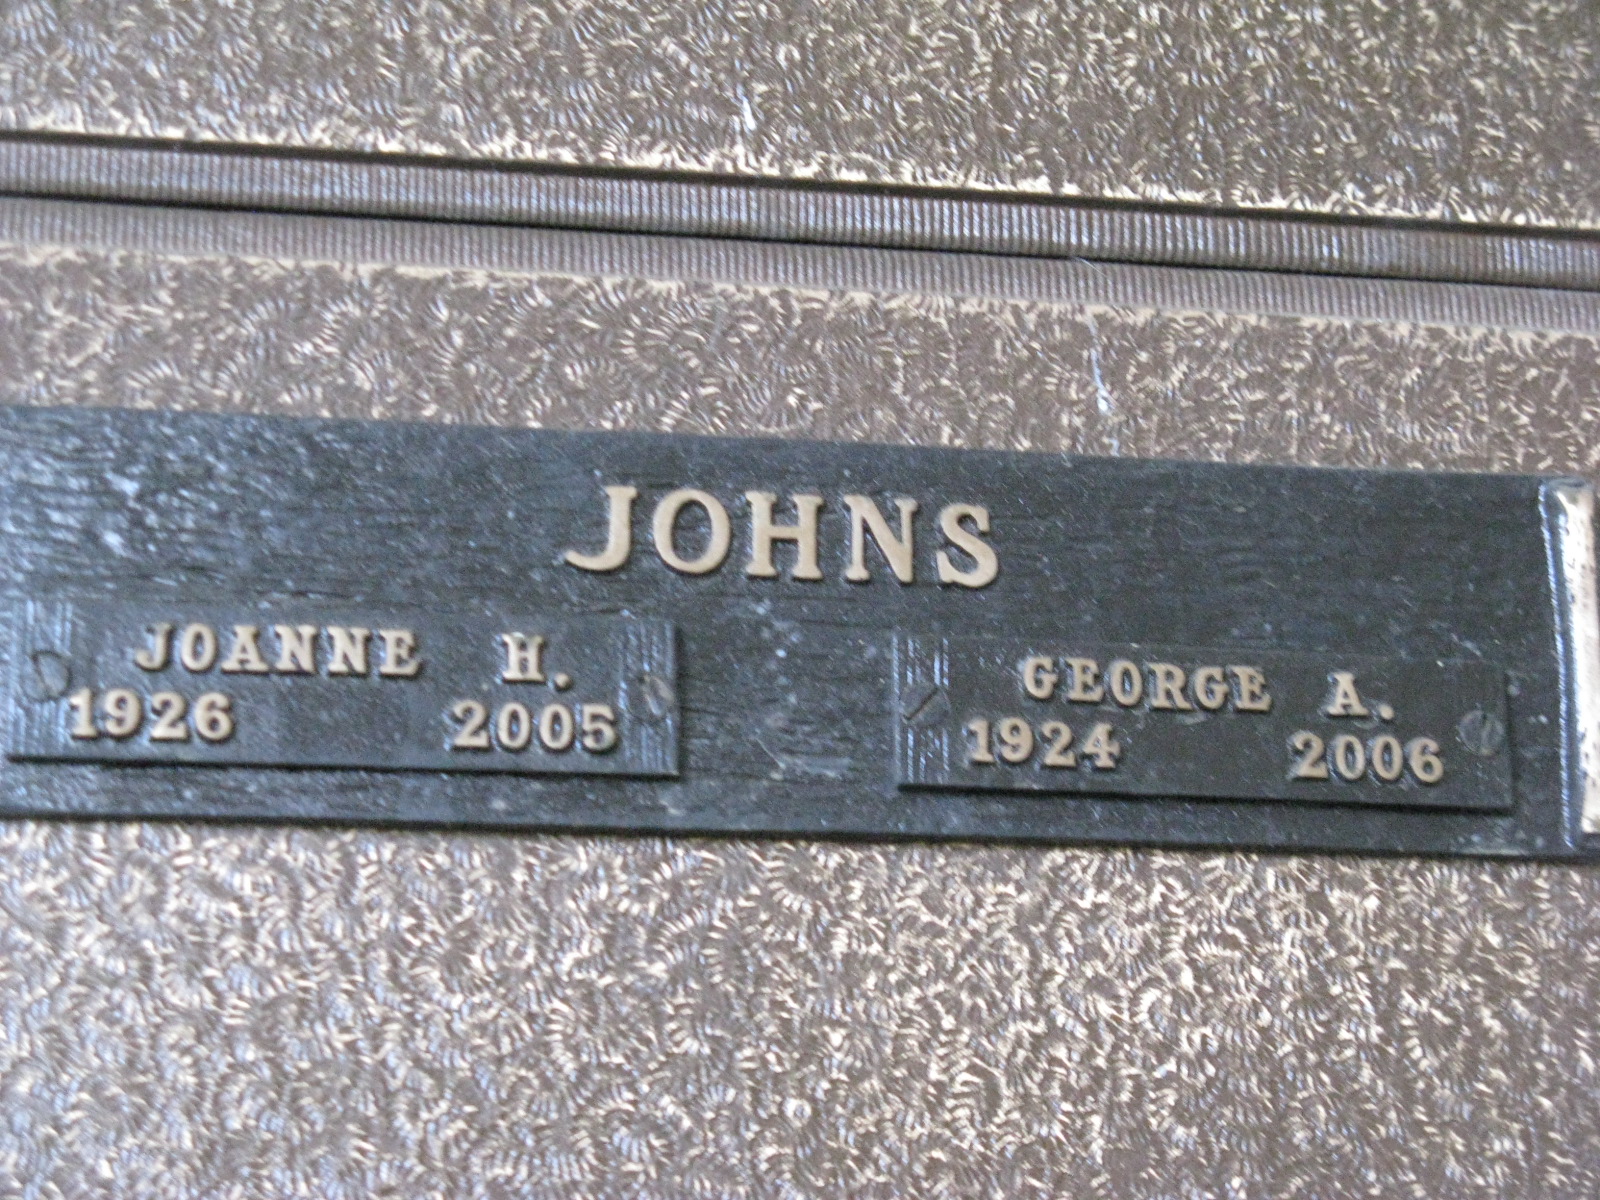 JOHNS
JOANNE H.
1926 2005
GEORGE A.
1924 2006